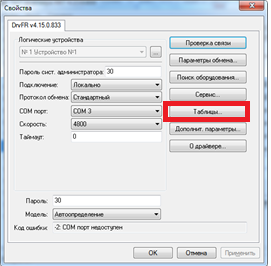 Свойства
DrvFR v4.15.0.833
Логические устройства
№ 1 Устройство №1
...
Пароль сист. администратора: 30
Подключение: Локально
Протокол обмена: Стандартный
COM порт: COM 3
Скорость: 4800
Таймаут: 0
Проверка связи
Параметры обмена...
Поиск оборудования...
Сервис...
Таблицы...
Дополнит. параметры...
О драйвере...
Пароль: 30
Модель: Автоопределение
Код ошибки: -2: COM порт недоступен
OK
Отмена
Применить